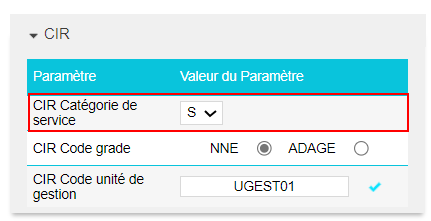 CIR
Paramètre Valeur du Paramètre
CIR Catégorie de
service
S
CIR Code grade NNE ADAGE
CIR Code unité de
gestion
UGEST01